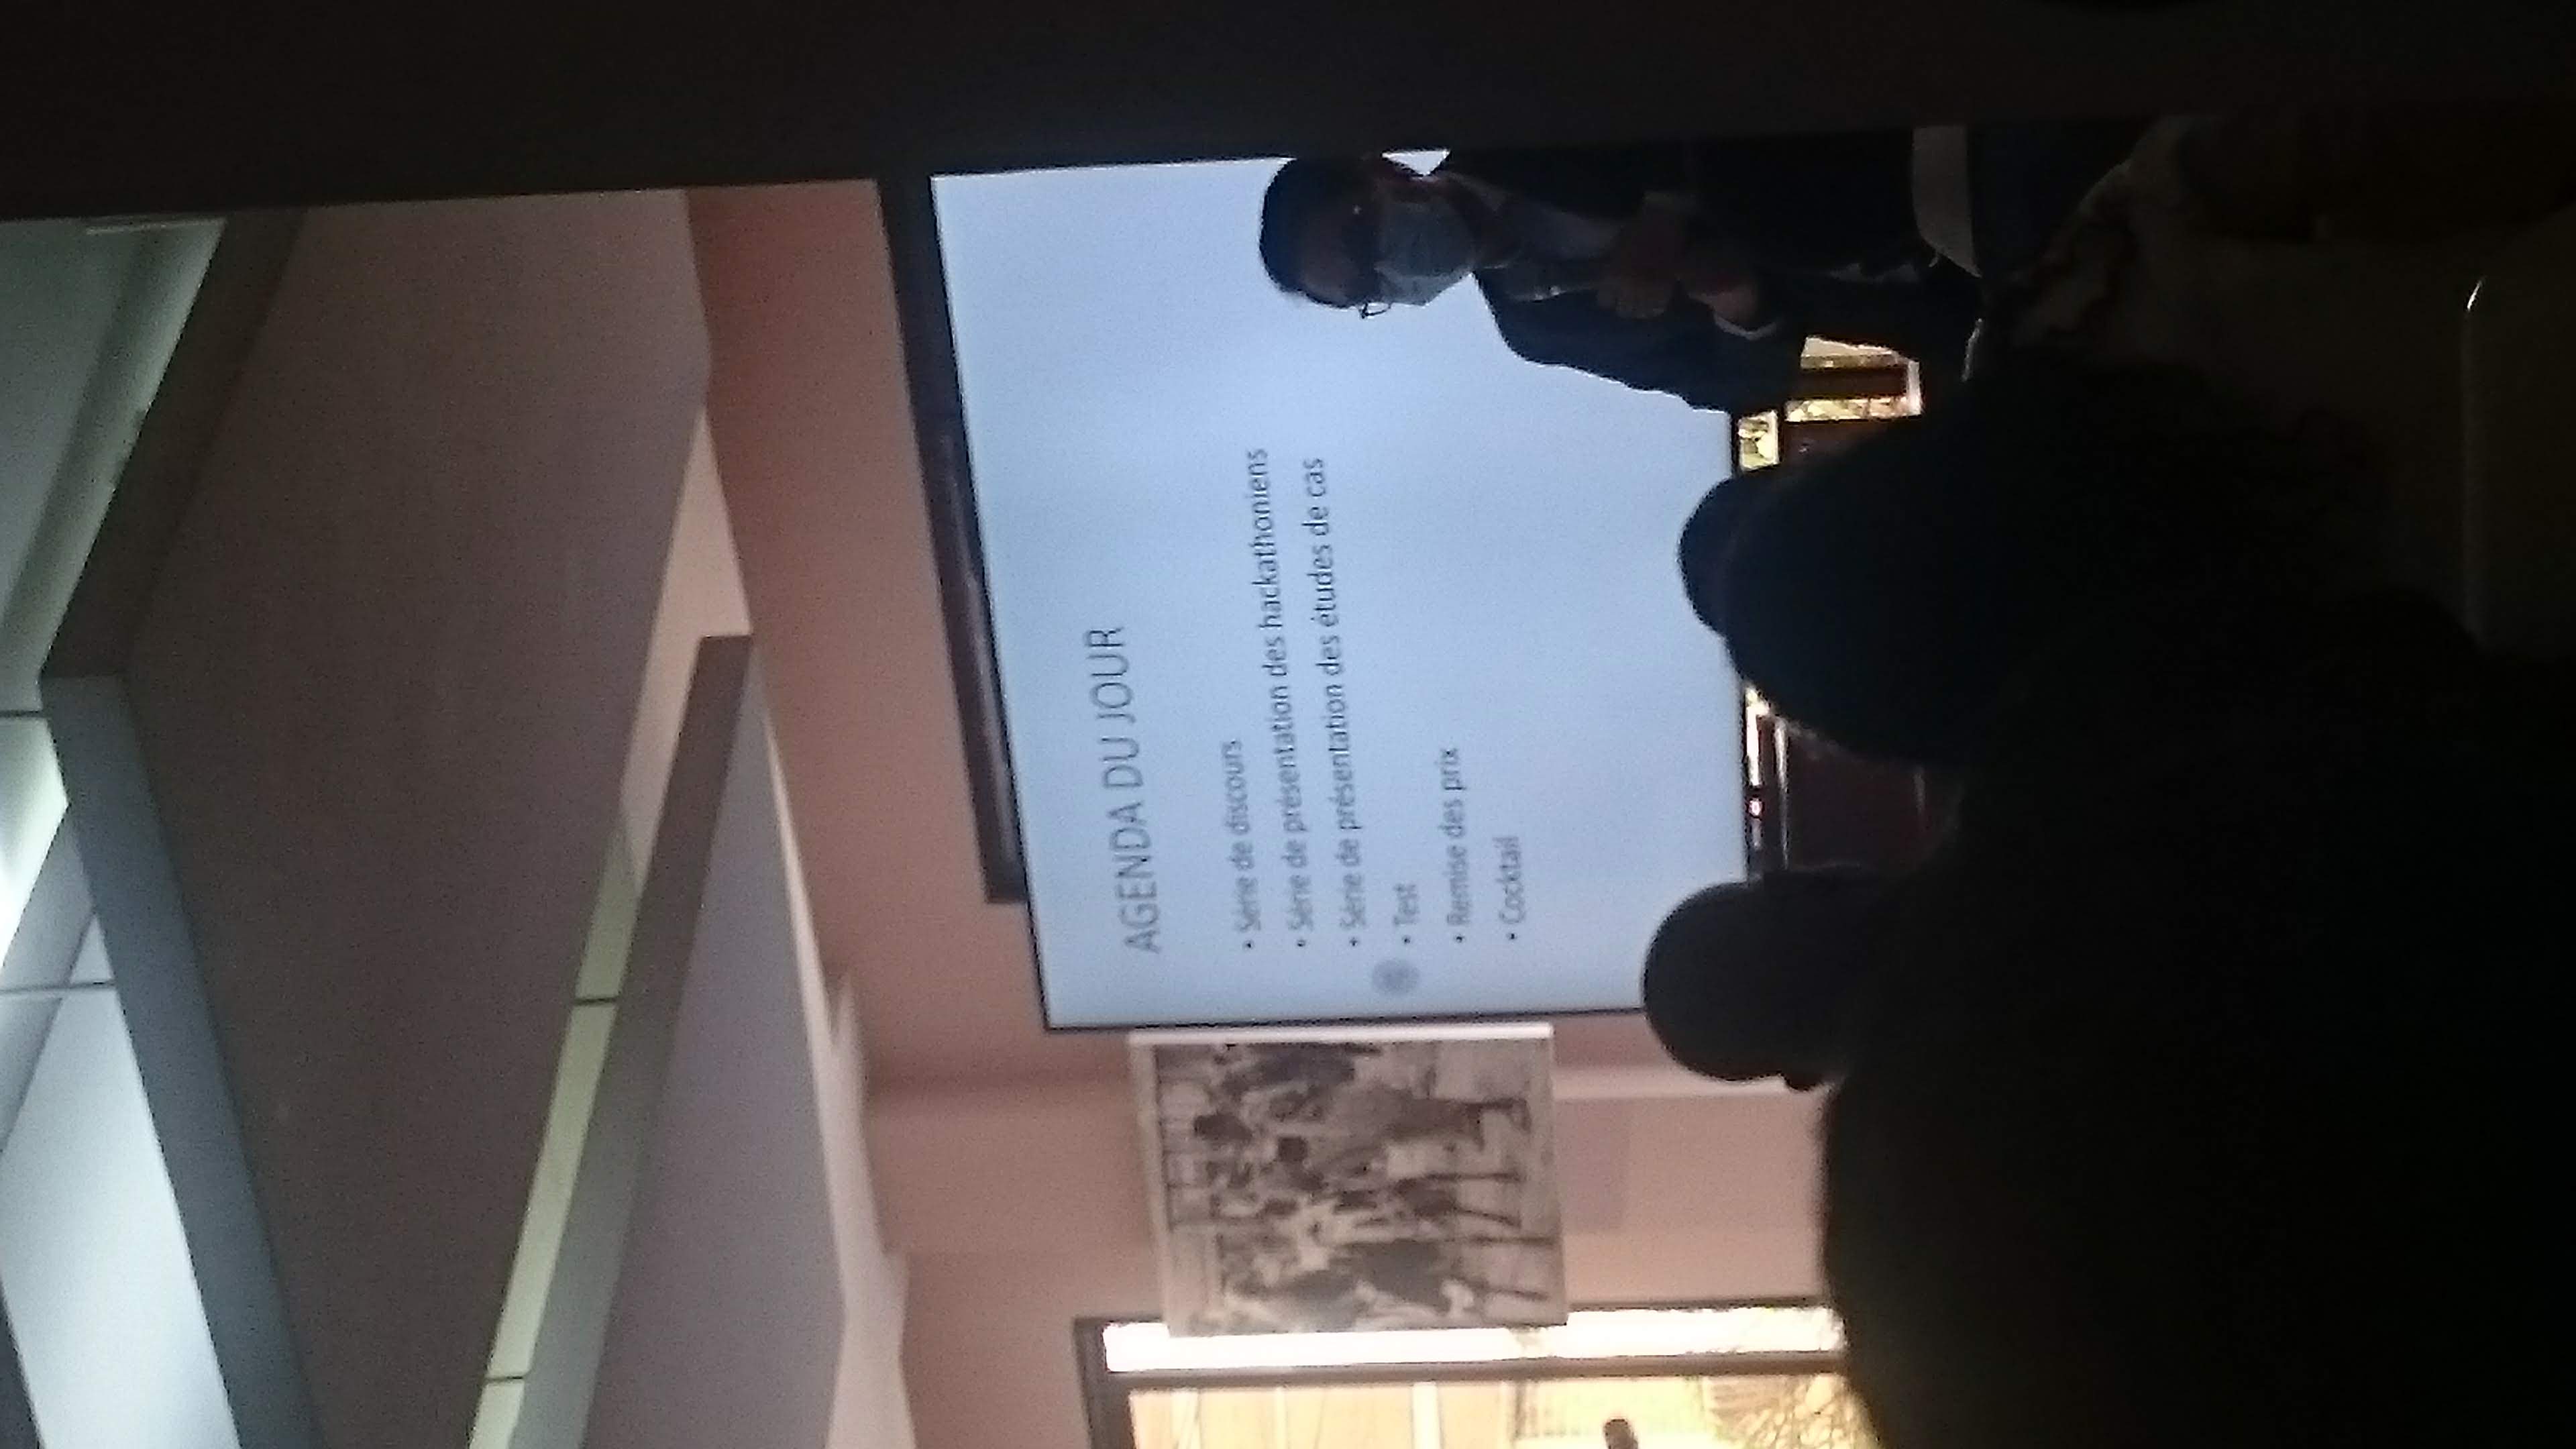 AGENDA DU JOUR
• Série de discours
• Série de présentation des hackathoniens
• Série de présentation des études de cas
• Test
• Remise des prix
• Cocktail